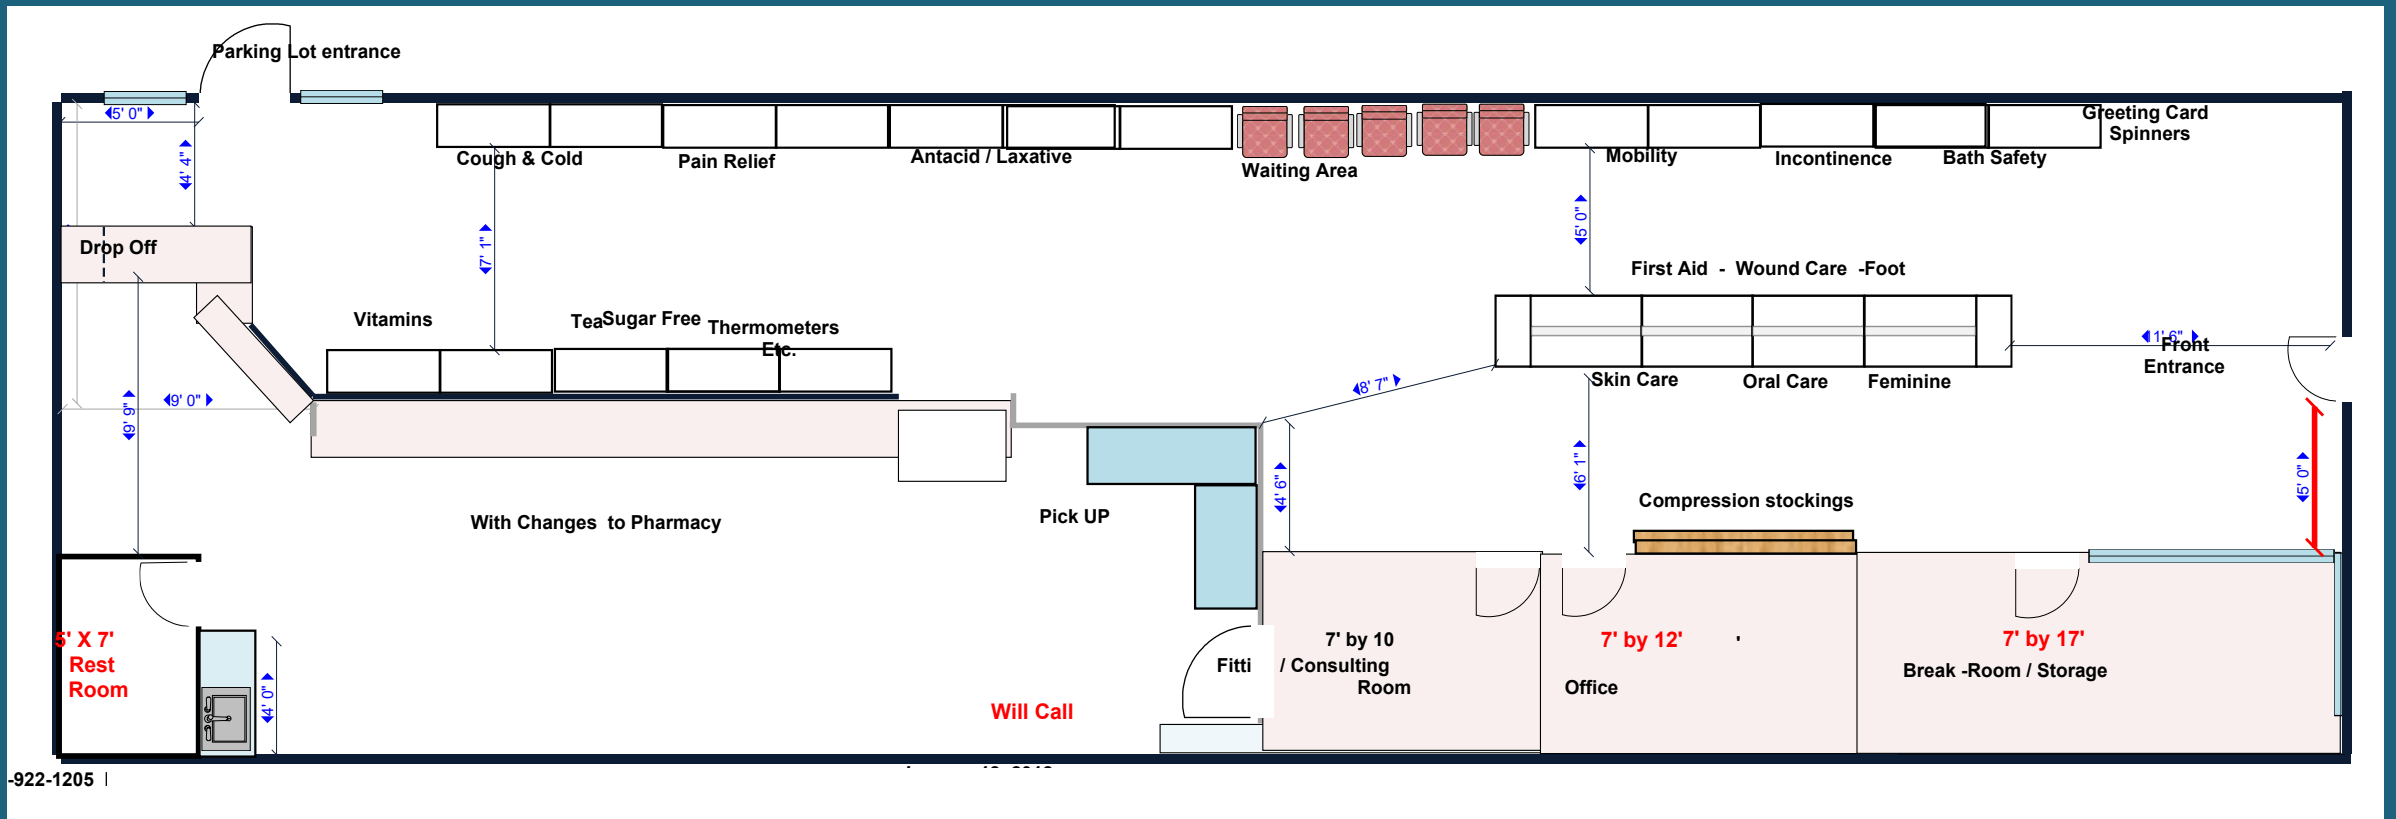 Parking Lot entrance
5' 0"
4' 4"
Cough & Cold
Pain Relief
Antacid / Laxative
Waiting Area
Mobility
Incontinence
Bath Safety
Greeting Card
Spinners
Drop Off
7' 1"
5' 0"
First Aid - Wound Care -Foot
Vitamins
Tea
Sugar Free
Thermometers
Etc.
11' 6"
Front
Entrance
Skin Care
Oral Care
Feminine
8' 7"
9' 0"
9' 9"
4' 6"
6' 1"
5' 0"
Compression stockings
With Changes to Pharmacy
Pick UP
5' X 7'
Rest
Room
4' 0"
Will Call
7' by 10
Fitti / Consulting
Room
7' by 12' '
Office
7' by 17'
Break -Room / Storage
-922-1205 |